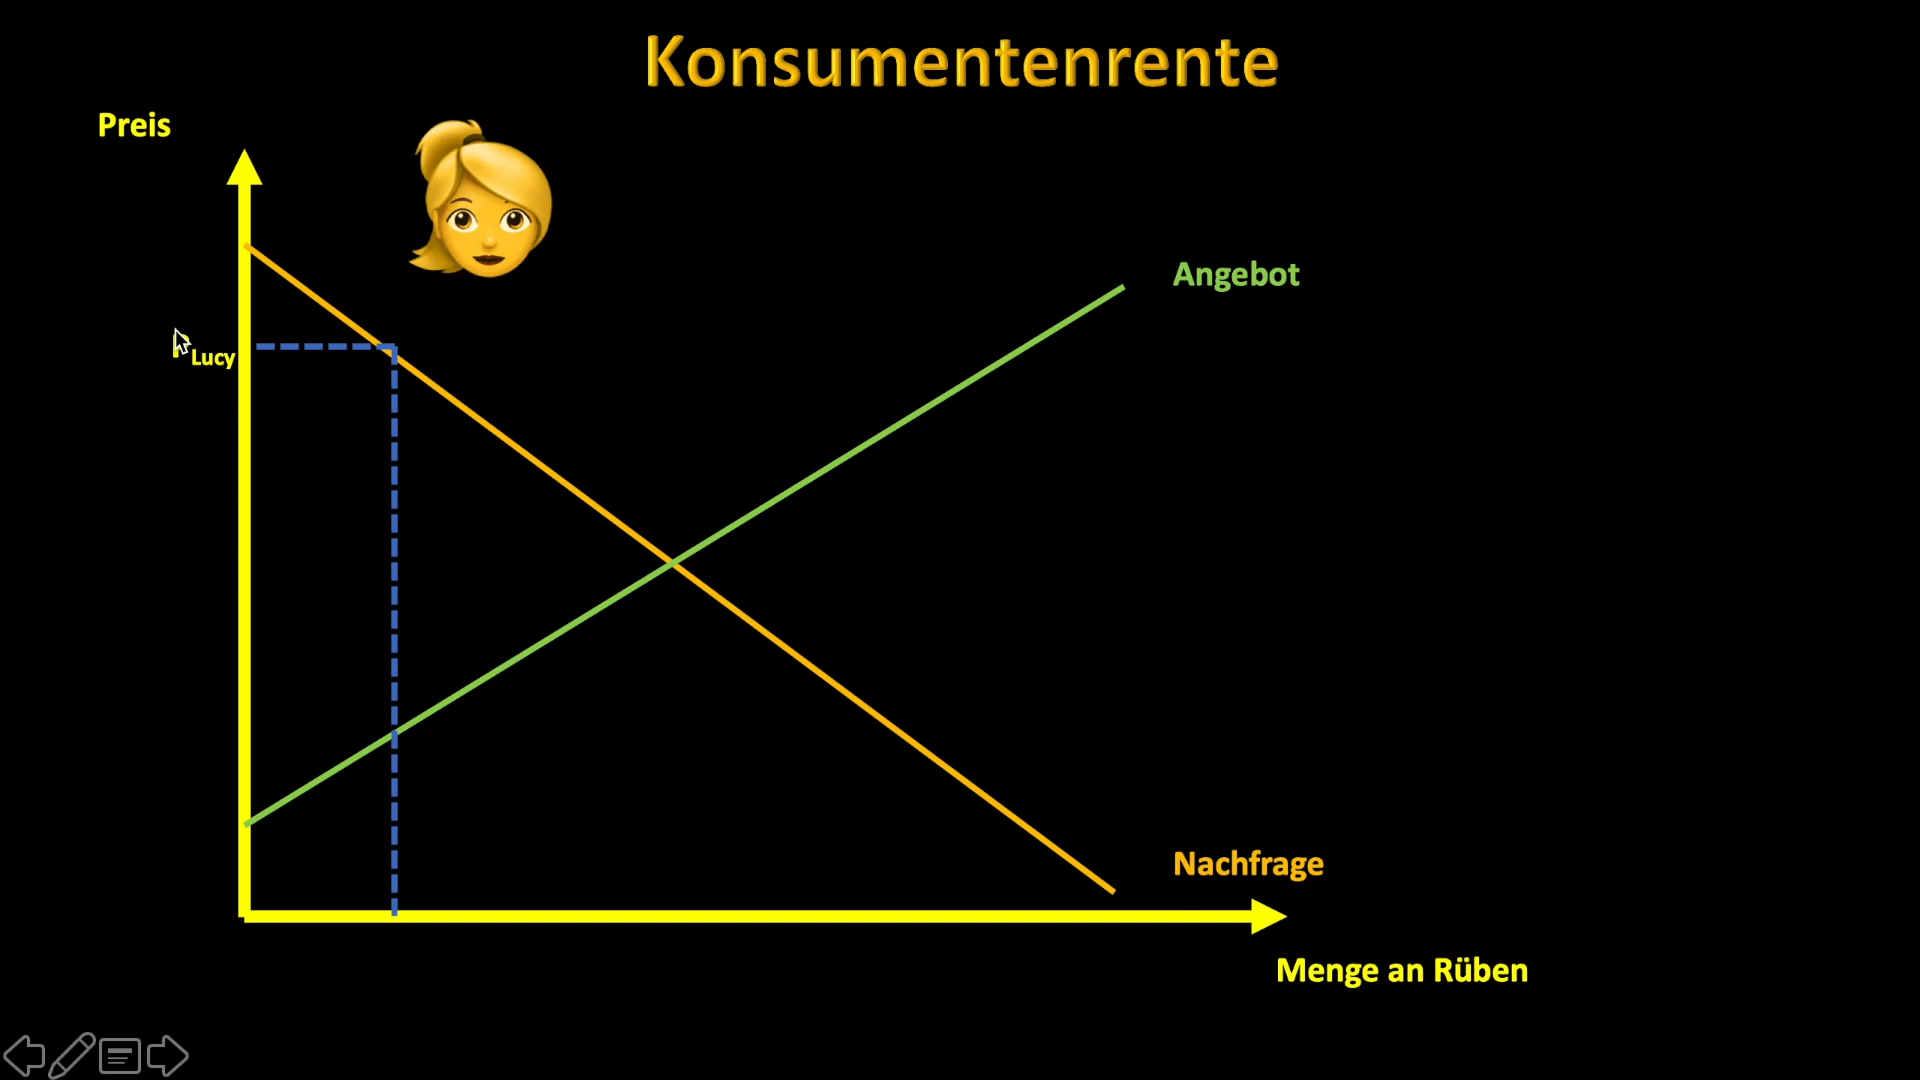 Konsumentenrente
Preis
Angebot
P Lucy
Nachfrage
Menge an Rüben